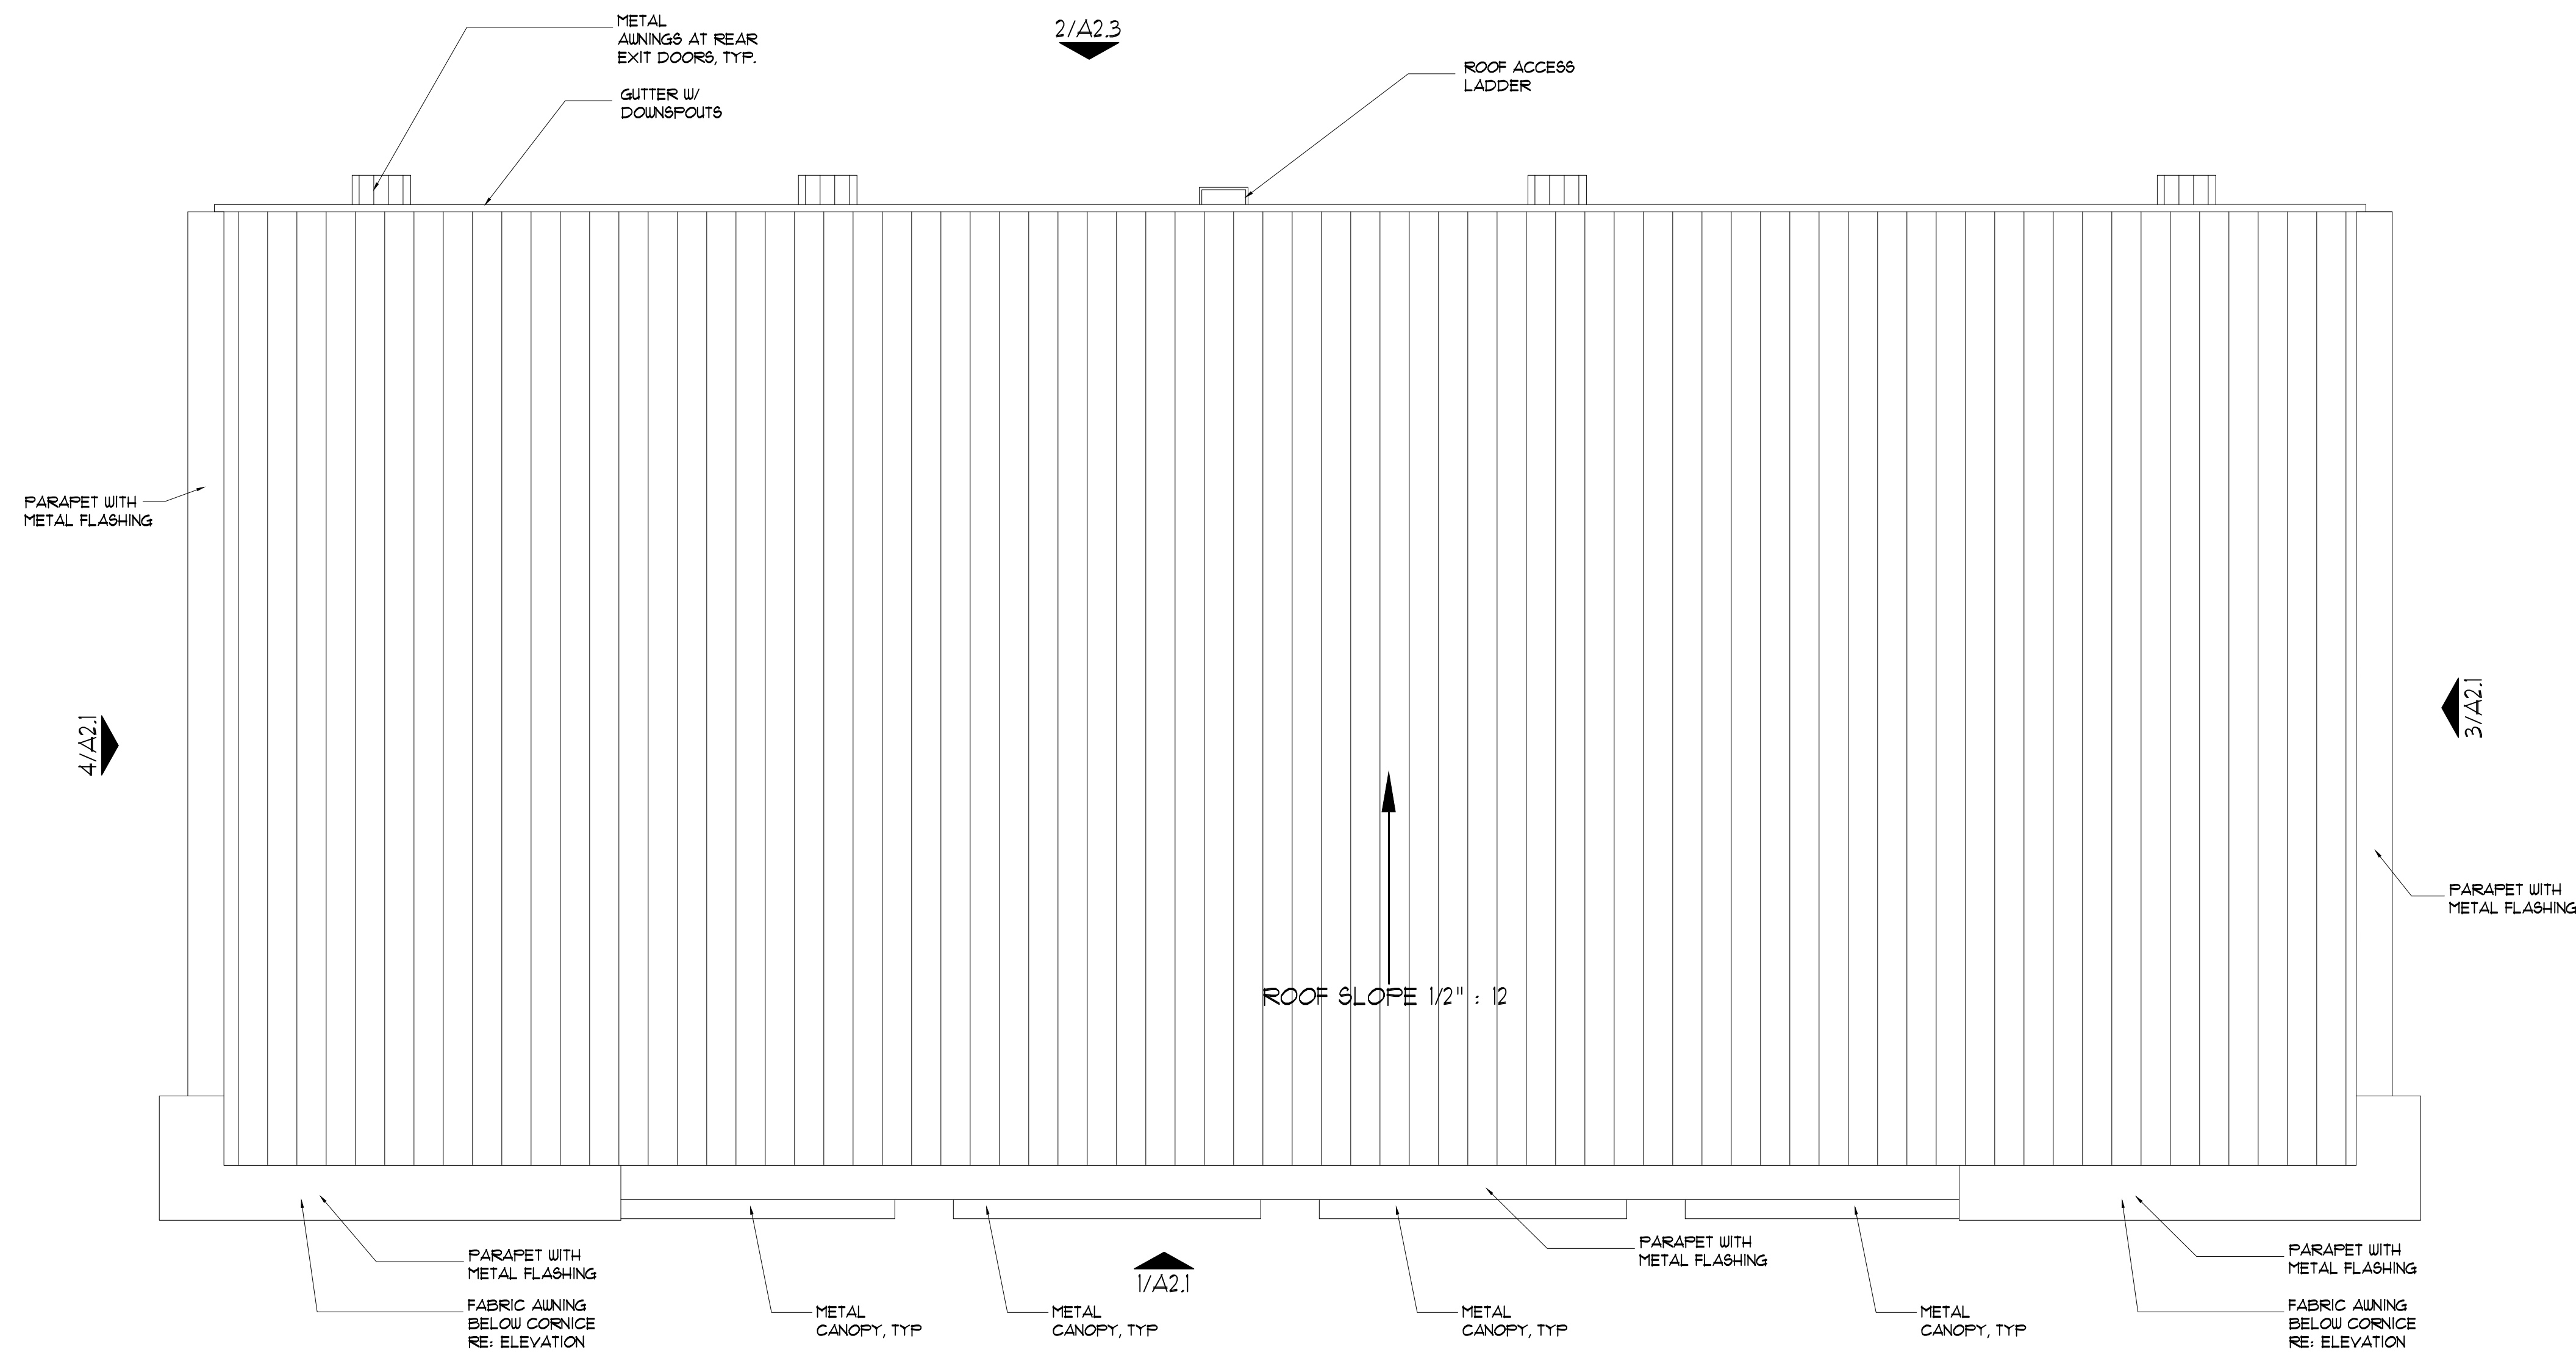 METAL
AWNINGS AT REAR
EXIT DOORS, TYP.
2/A2.3
GUTTER W/
DOWNSPOUTS
ROOF ACCESS
LADDER
PARAPET WITH
METAL FLASHING
4/A2.1
3/A2.1
PARAPET WITH
METAL FLASHING
ROOF SLOPE 1/2" : 12
PARAPET WITH
METAL FLASHING
FABRIC AWNING
BELOW CORNICE
RE: ELEVATION
METAL
CANOPY, TYP
METAL
CANOPY, TYP
1/A2.1
METAL
CANOPY, TYP
PARAPET WITH
METAL FLASHING
METAL
CANOPY, TYP
PARAPET WITH
METAL FLASHING
FABRIC AWNING
BELOW CORNICE
RE: ELEVATION